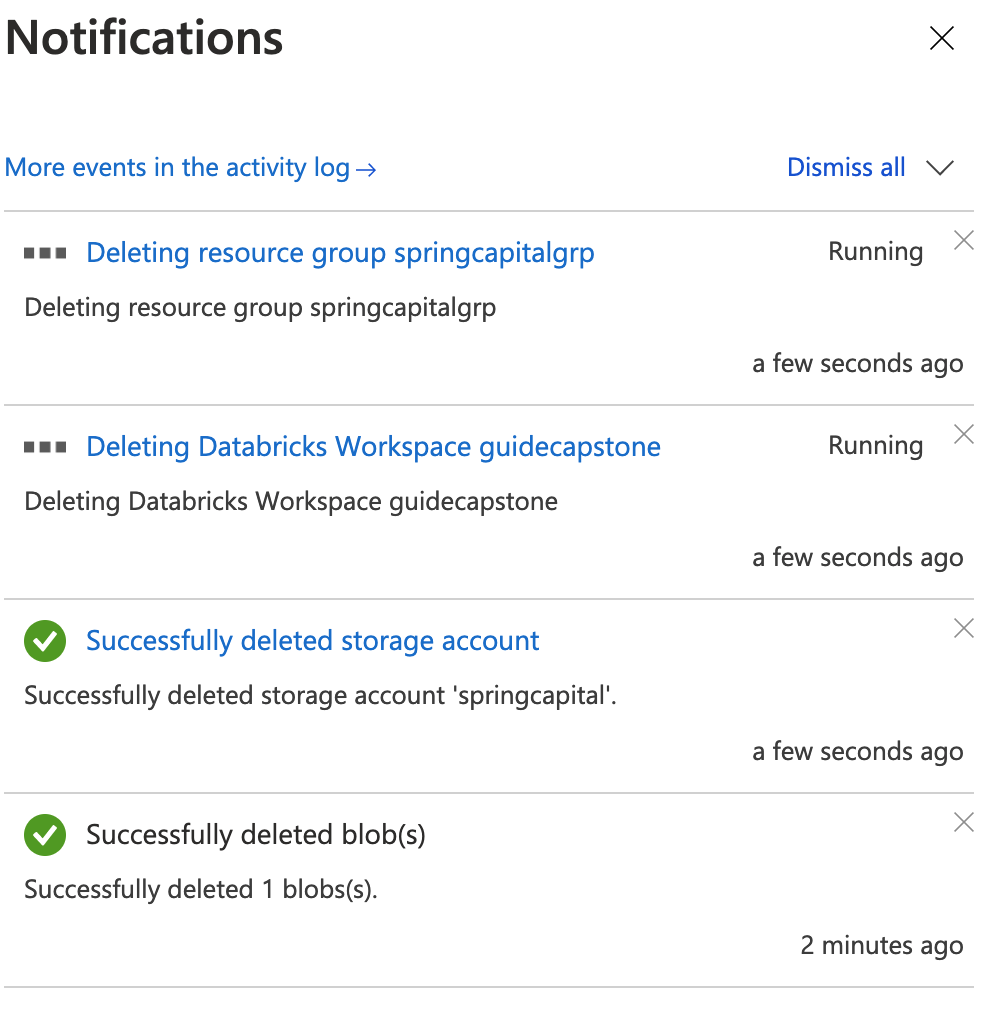 Notifications
More events in the activity log→ Dismiss all
Deleting resource group springcapitalgrp Running
Deleting resource group springcapitalgrp
a few seconds ago
Deleting Databricks Workspace guidecapstone Running
Deleting Databricks Workspace guidecapstone
a few seconds ago
Successfully deleted storage account
Successfully deleted storage account 'springcapital'.
a few seconds ago
Successfully deleted blob(s)
Successfully deleted 1 blobs(s).
2 minutes ago